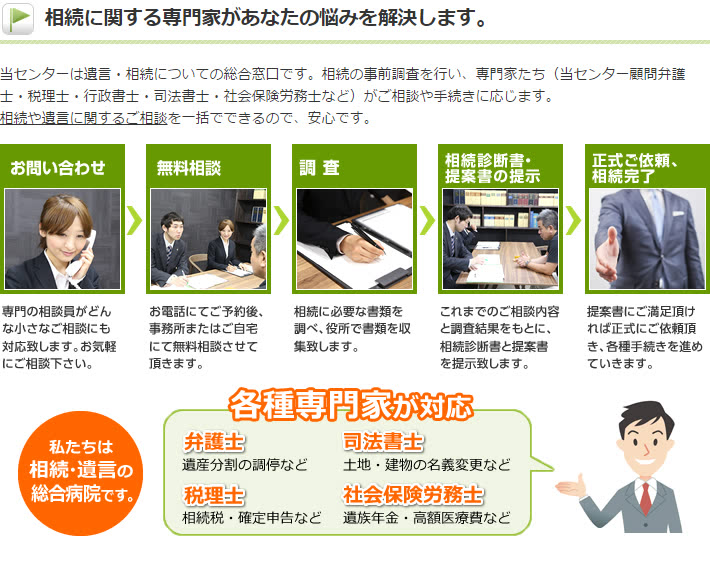 相続に関する専門家があなたの悩みを解決します。
当センターは遺言・相続についての総合窓口です。相続の事前調査を行い、専門家たち（当センター顧問弁護
士・税理士・行政書士・司法書士・社会保険労務士など）がご相談や手続きに応じます。
相続や遺言に関するご相談を一括でできるので、安心です。
お問い合わせ
専門の相談員がどん
な小さなご相談にも
対応致します。お気軽
にご相談下さい。
無料相談
お電話にてご予約後、
事務所またはご自宅
にて無料相談させて
頂きます。
調 査
相続に必要な書類を
調べ、役所で書類を収
集致します。
相続診断書・
提案書の提示
これまでのご相談内容
と調査結果をもとに、
相続診断書と提案書
を提示致します。
正式ご依頼、
相続完了
提案書にご満足頂け
れば正式にご依頼頂
き、各種手続きを進め
ていきます。
私たちは
相続・遺言の
総合病院です。
各種専門家が対応
弁護士
遺産分割の調停など
司法書士
土地・建物の名義変更など
税理士
相続税・確定申告など
社会保険労務士
遺族年金・高額医療費など